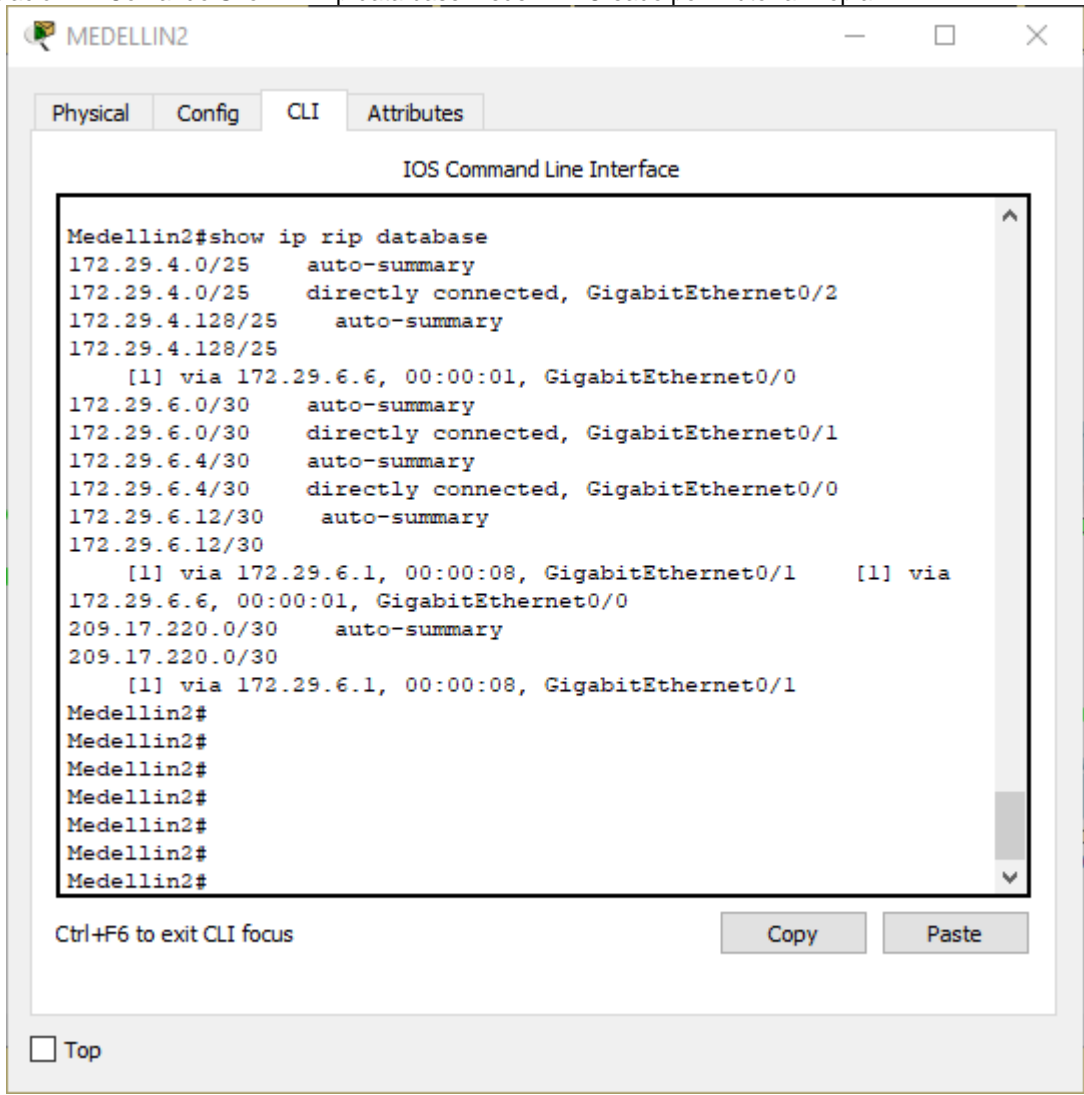 MEDELLIN2
Physical Config CLI Attributes
IOS Command Line Interface
Medellin2#show ip rip database
172.29.4.0/25    auto-summary
172.29.4.0/25    directly connected, GigabitEthernet0/2
172.29.4.128/25    auto-summary
172.29.4.128/25
    [1] via 172.29.6.6, 00:00:01, GigabitEthernet0/0
172.29.6.0/30    auto-summary
172.29.6.0/30    directly connected, GigabitEthernet0/1
172.29.6.4/30    auto-summary
172.29.6.4/30    directly connected, GigabitEthernet0/0
172.29.6.12/30    auto-summary
172.29.6.12/30
    [1] via 172.29.6.1, 00:00:08, GigabitEthernet0/1    [1] via
172.29.6.6, 00:00:01, GigabitEthernet0/0
209.17.220.0/30    auto-summary
209.17.220.0/30
    [1] via 172.29.6.1, 00:00:08, GigabitEthernet0/1
Medellin2#
Medellin2#
Medellin2#
Medellin2#
Medellin2#
Medellin2#
Medellin2#
Ctrl+F6 to exit CLI focus
Copy
Paste
Top